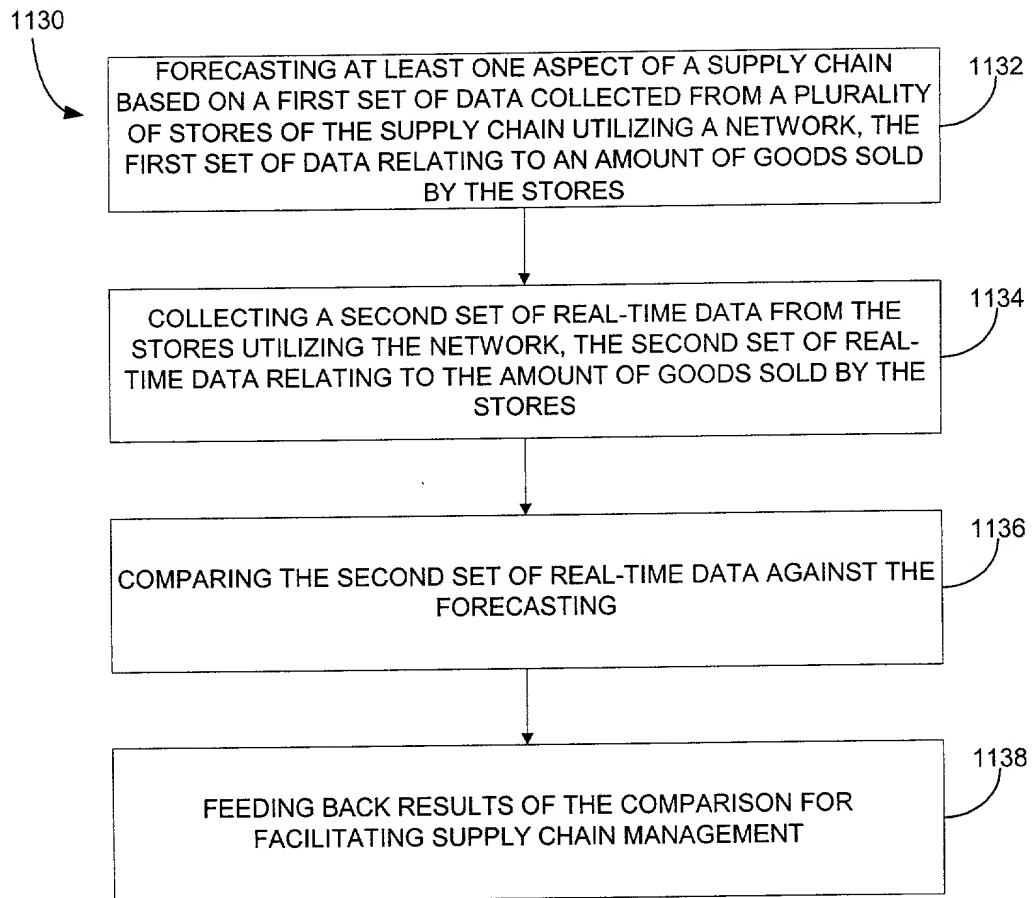 1130
FORECASTING AT LEAST ONE ASPECT OF A SUPPLY CHAIN
BASED ON A FIRST SET OF DATA COLLECTED FROM A PLURALITY
OF STORES OF THE SUPPLY CHAIN UTILIZING A NETWORK, THE
FIRST SET OF DATA RELATING TO AN AMOUNT OF GOODS SOLD
BY THE STORES
1132
COLLECTING A SECOND SET OF REAL-TIME DATA FROM THE
STORES UTILIZING THE NETWORK, THE SECOND SET OF REAL-
TIME DATA RELATING TO THE AMOUNT OF GOODS SOLD BY THE
STORES
1134
COMPARING THE SECOND SET OF REAL-TIME DATA AGAINST THE
FORECASTING
1136
FEEDING BACK RESULTS OF THE COMPARISON FOR
FACILITATING SUPPLY CHAIN MANAGEMENT
1138